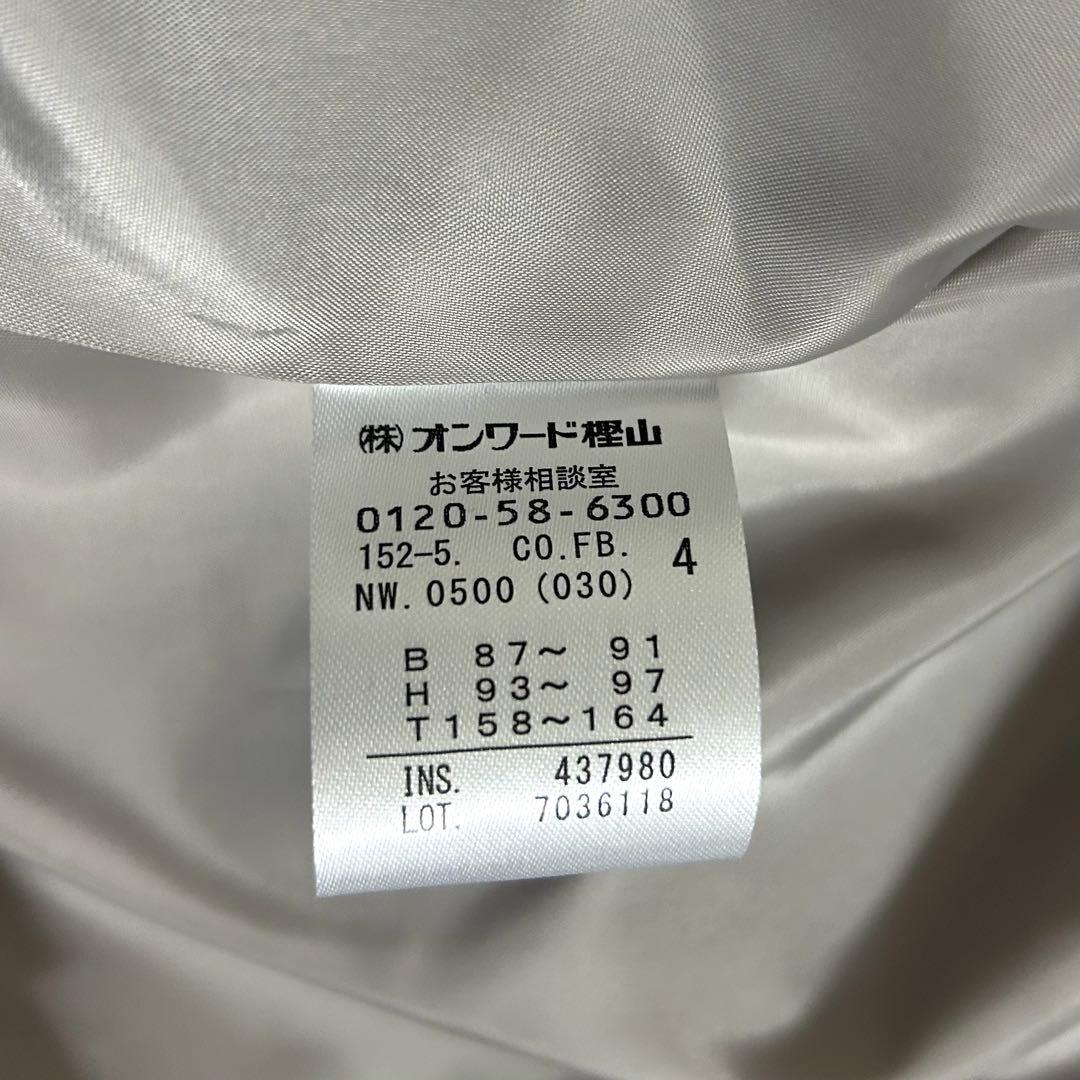 ㈱オンワード樫山
お客様相談室
0120-58-6300
152-5. CO.FB. 4
NW. 0500 (030)
B 87～ 91
H 93～ 97
T158～164
INS. 437980
LOT. 7036118